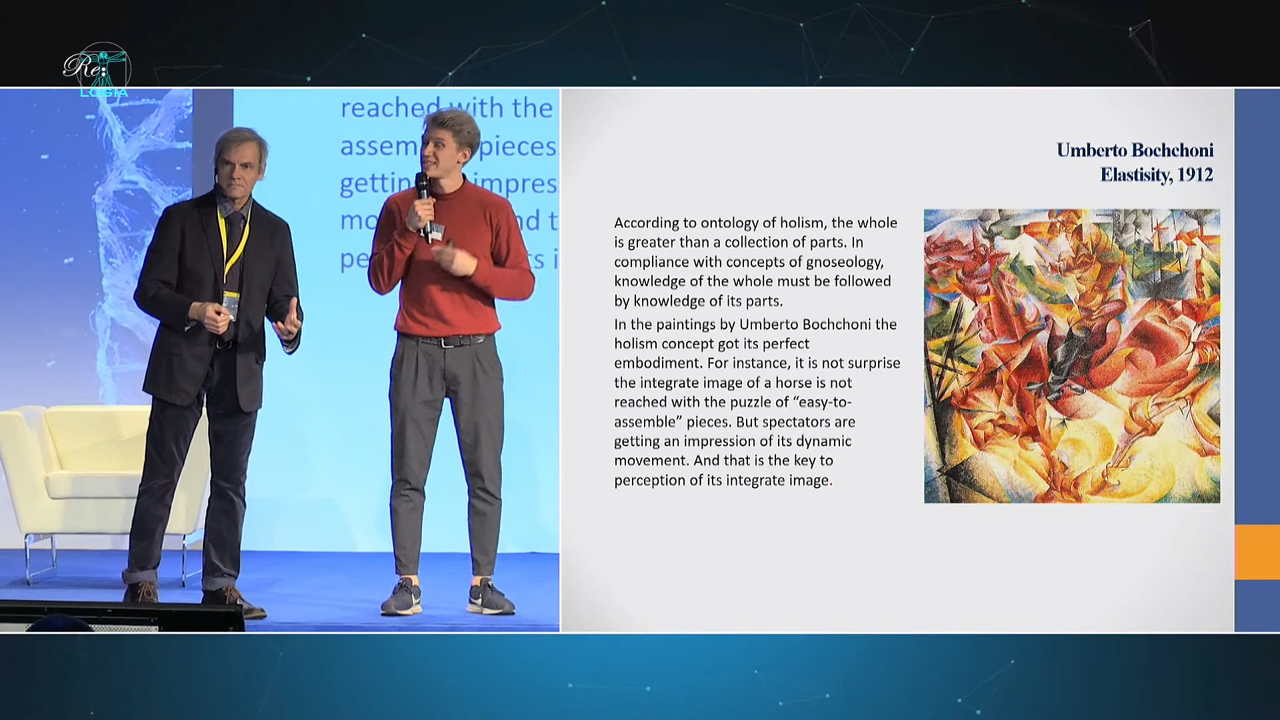 Re:
LOGIA
reached with the
assem pieces
getting impres
mo nd t
pe ts i
Umberto Bochchoni
Elastisity, 1912
According to ontology of holism, the whole
is greater than a collection of parts. In
compliance with concepts of gnoseology,
knowledge of the whole must be followed
by knowledge of its parts.
In the paintings by Umberto Bochchoni the
holism concept got its perfect
embodiment. For instance, it is not surprise
the integrate image of a horse is not
reached with the puzzle of “easy-to-
assemble” pieces. But spectators are
getting an impression of its dynamic
movement. And that is the key to
perception of its integrate image.